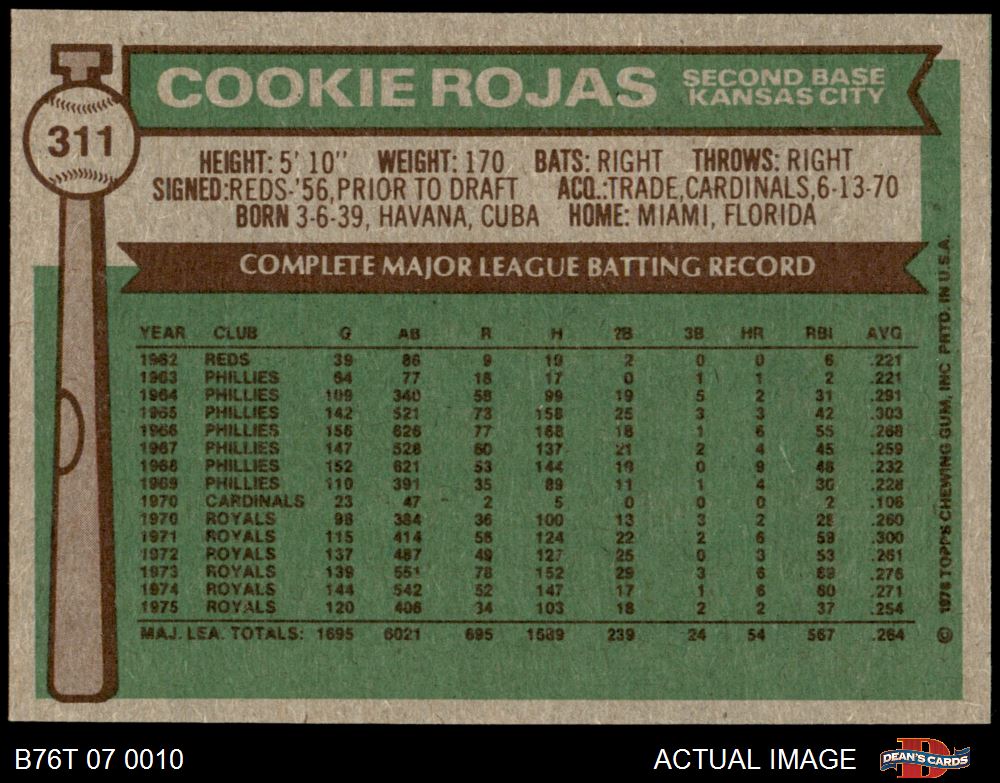 COOKIE ROJAS SECOND BASE KANSAS CITY
311
HEIGHT: 5' 10" WEIGHT: 170 BATS: RIGHT THROWS: RIGHT
SIGNED:REDS-'56,PRIOR TO DRAFT ACQ.:TRADE,CARDINALS,6-13-70
BORN 3-6-39, HAVANA, CUBA HOME: MIAMI, FLORIDA
COMPLETE MAJOR LEAGUE BATTING RECORD
YEAR CLUB G AB R H 2B 3B HR RBI AVG
1962 REDS 39 86 9 19 2 0 0 6 .221
1963 PHILLIES 64 77 18 17 0 1 1 2 .221
1964 PHILLIES 109 340 58 99 19 5 2 31 .291
1965 PHILLIES 142 521 73 158 25 3 3 42 .303
1966 PHILLIES 156 626 77 168 18 1 6 55 .268
1967 PHILLIES 147 528 60 137 21 2 4 45 .259
1968 PHILLIES 152 621 53 144 19 0 9 48 .232
1969 PHILLIES 110 391 35 89 11 1 4 30 .228
1970 CARDINALS 23 47 2 5 0 0 0 2 .106
1970 ROYALS 98 384 36 100 13 3 2 28 .260
1971 ROYALS 115 414 56 124 22 2 6 59 .300
1972 ROYALS 137 487 49 127 25 0 3 53 .261
1973 ROYALS 139 551 78 152 29 3 6 69 .276
1974 ROYALS 144 542 52 147 17 1 6 60 .271
1975 ROYALS 120 406 34 103 18 2 2 37 .254
MAJ. LEA. TOTALS: 1695 6021 695 1589 239 24 54 567 .264
© 1976 TOPPS CHEWING GUM, INC PRTD. IN U.S.A.
B76T 07 0010 ACTUAL IMAGE DEAN'S CARDS